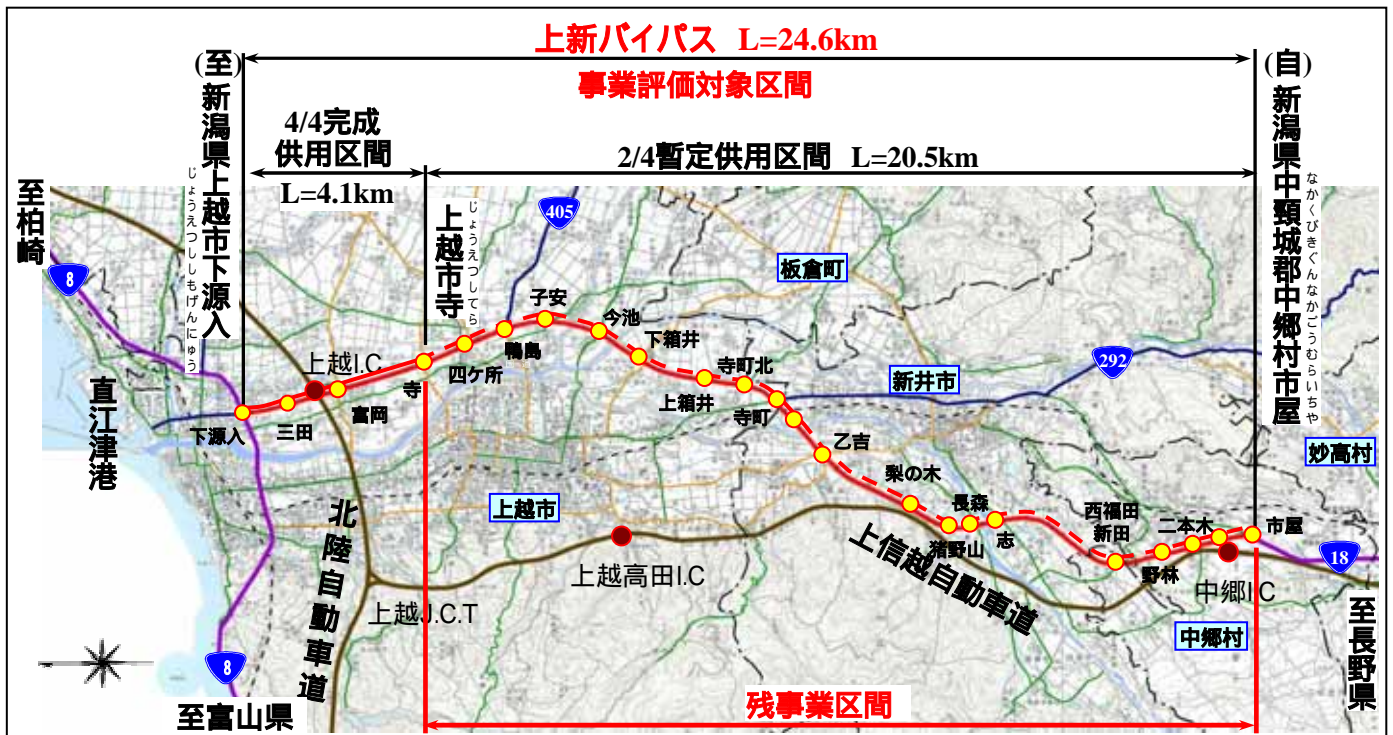 上新バイパス L=24.6km
事業評価対象区間
(至)
新潟県上越市下源入
じょうえつししもげんにゅう
(自)
新潟県中頸城郡中郷村市屋
なかくびきぐんなかごうむらいちや
4/4完成
供用区間
L=4.1km
2/4暫定供用区間 L=20.5km
至柏崎
8
直江津港
上越市寺
じょうえつしてら
405
板倉町
292
新井市
妙高村
上越I.C
下源入
三田
富岡
寺
四ケ所
鴨島
子安
今池
下箱井
上箱井
寺町北
寺町
乙吉
梨の木
猪野山
長森
志
西福田
新田
野林
二本木
市屋
18
上越市
北陸自動車道
上越J.C.T
上越高田I.C
上信越自動車道
中郷I.C
中郷村
至長野県
8
至富山県
残事業区間